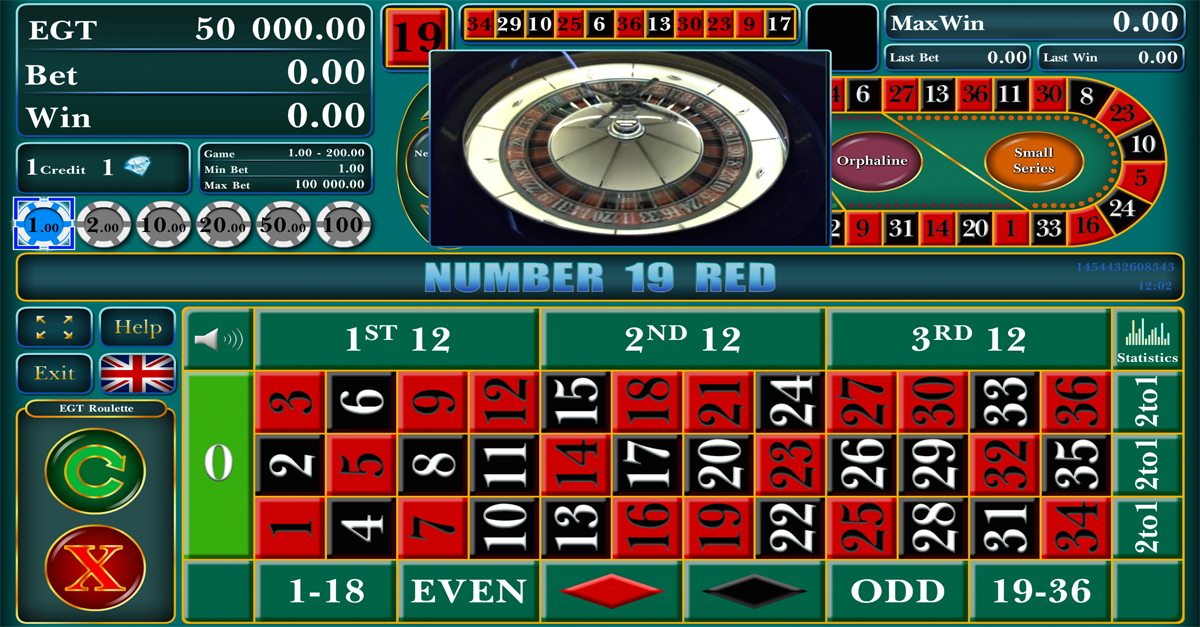 EGT 50 000.00
Bet 0.00
Win 0.00
19
34 29 10 25 6 36 13 30 23 9 17
MaxWin 0.00
Last Bet 0.00
Last Win 0.00
1 Credit 1
Game 1.00 - 200.00
Min Bet 1.00
Max Bet 100 000.00
1.00 2.00 10.00 20.00 50.00 100
6 27 13 36 11 30 8 23 10 5 24 16 33 1 20 14 31 9
Orphaline
Small
Series
NUMBER 19 RED
1454432608343
12:02
Help
Exit
EGT Roulette
C
X
1ST 12 2ND 12 3RD 12
Statistics
0
3 6 9 12 15 18 21 24 27 30 33 36 2to1
2 5 8 11 14 17 20 23 26 29 32 35 2to1
1 4 7 10 13 16 19 22 25 28 31 34 2to1
1-18 EVEN ODD 19-36